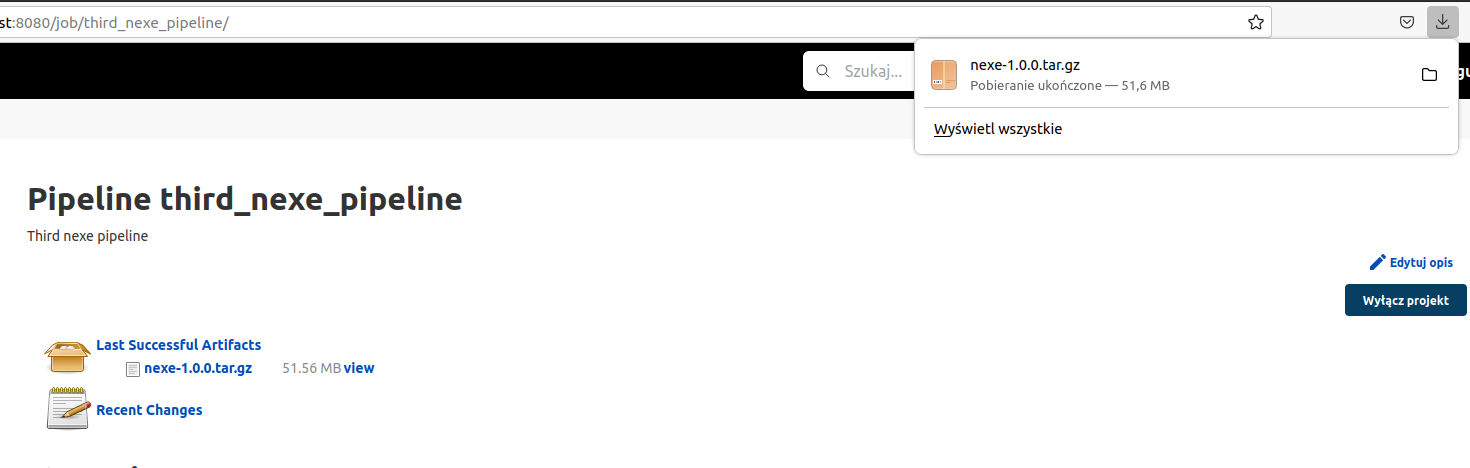 st:8080/job/third_nexe_pipeline/
nexe-1.0.0.tar.gz
Pobieranie ukończone — 51,6 MB
Wyświetl wszystkie
Szukaj...
gu
Pipeline third_nexe_pipeline
Third nexe pipeline
Edytuj opis
Wyłącz projekt
Last Successful Artifacts
nexe-1.0.0.tar.gz 51.56 MB view
Recent Changes